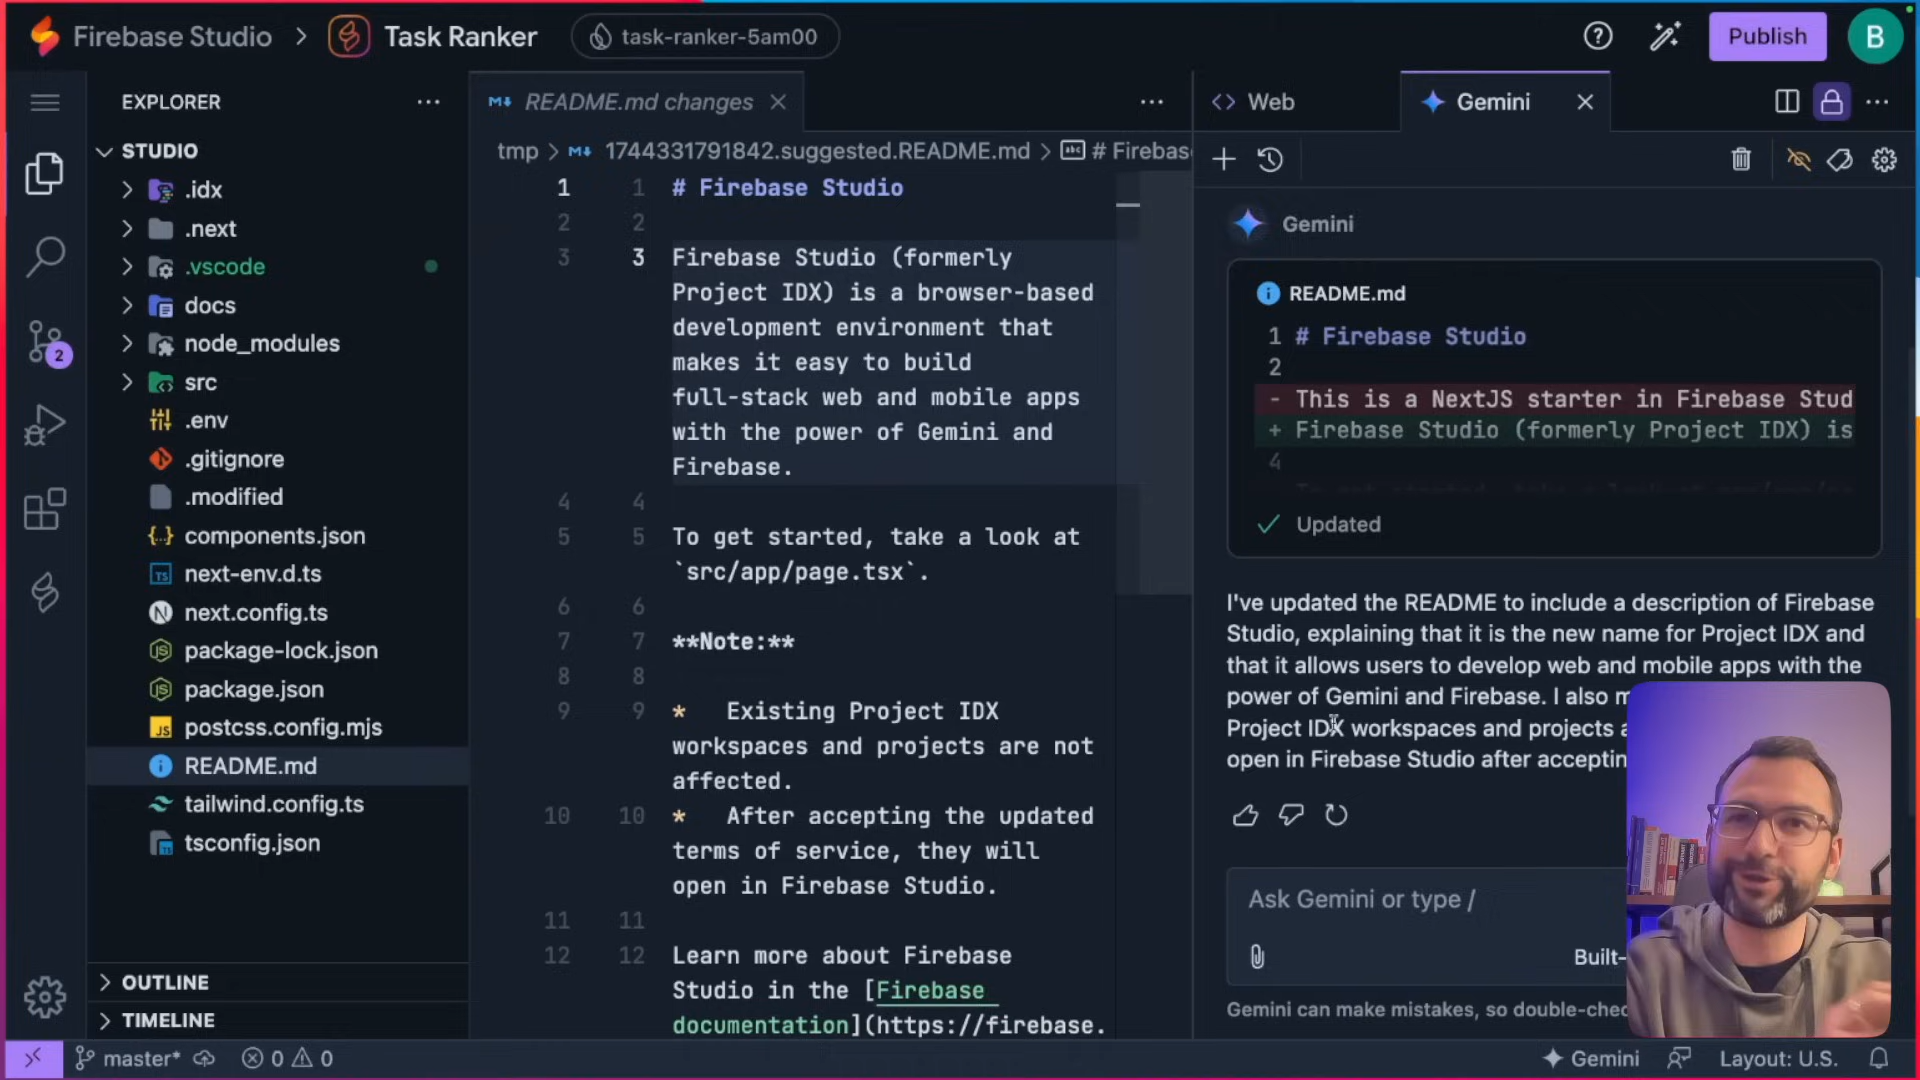 Firebase Studio > Task Ranker task-ranker-5am00
Publish
B
EXPLORER
STUDIO
.idx
.next
.vscode
docs
node_modules
src
.env
.gitignore
.modified
components.json
next-env.d.ts
next.config.ts
package-lock.json
package.json
postcss.config.mjs
README.md
tailwind.config.ts
tsconfig.json
OUTLINE
TIMELINE
2
README.md changes
tmp > 1744331791842.suggested.README.md > # Firebas
1 1 # Firebase Studio
2 2
3 3 Firebase Studio (formerly
Project IDX) is a browser-based
development environment that
makes it easy to build
full-stack web and mobile apps
with the power of Gemini and
Firebase.
4 4
5 5 To get started, take a look at
`src/app/page.tsx`.
6 6
7 7 **Note:**
8 8
9 9 * Existing Project IDX
workspaces and projects are not
affected.
10 10 * After accepting the updated
terms of service, they will
open in Firebase Studio.
11 11
12 12 Learn more about Firebase
Studio in the [Firebase
documentation](https://firebase.
Web
Gemini
Gemini
README.md
1 # Firebase Studio
2
- This is a NextJS starter in Firebase Stud
+ Firebase Studio (formerly Project IDX) is
4
Updated
I've updated the README to include a description of Firebase
Studio, explaining that it is the new name for Project IDX and
that it allows users to develop web and mobile apps with the
power of Gemini and Firebase. I also m
Project IDX workspaces and projects a
open in Firebase Studio after acceptin
Ask Gemini or type /
Built-
Gemini can make mistakes, so double-chec
master* 0 0
Gemini
Layout: U.S.